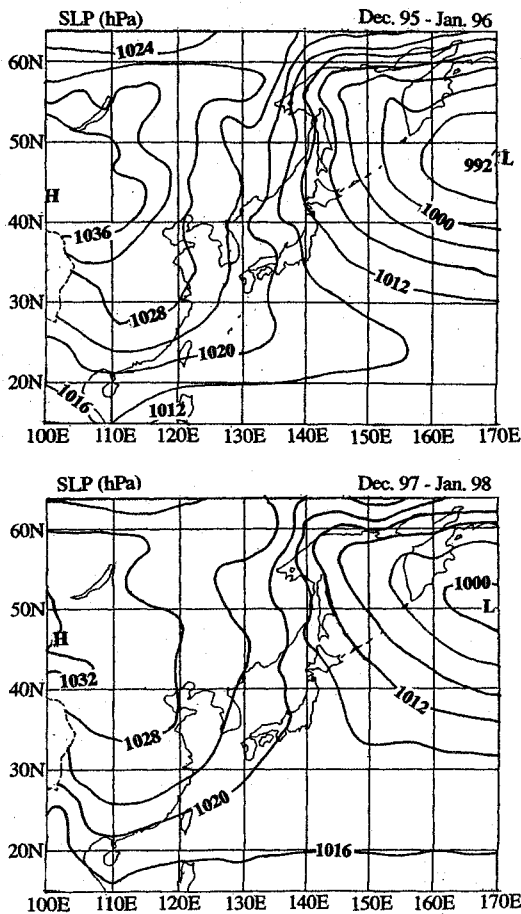 SLP (hPa) Dec. 95 - Jan. 96
60N 1024
50N
992 L
H
40N 1036 1000
1012
30N 1028
1020
20N
1016 1012
100E 110E 120E 130E 140E 150E 160E 170E
SLP (hPa) Dec. 97 - Jan. 98
60N
1000
50N L
H
1032
40N 1012
1028
30N
1020
20N 1016
100E 110E 120E 130E 140E 150E 160E 170E